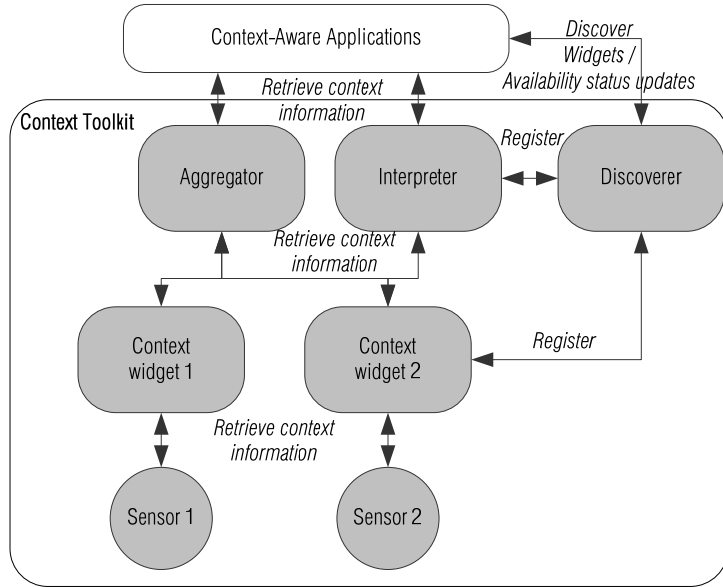 Context-Aware Applications
Discover
Widgets /
Availability status updates
Retrieve context
information
Context Toolkit
Register
Aggregator
Interpreter
Discoverer
Retrieve context
information
Context
widget 1
Context
widget 2
Register
Retrieve context
information
Sensor 1
Sensor 2